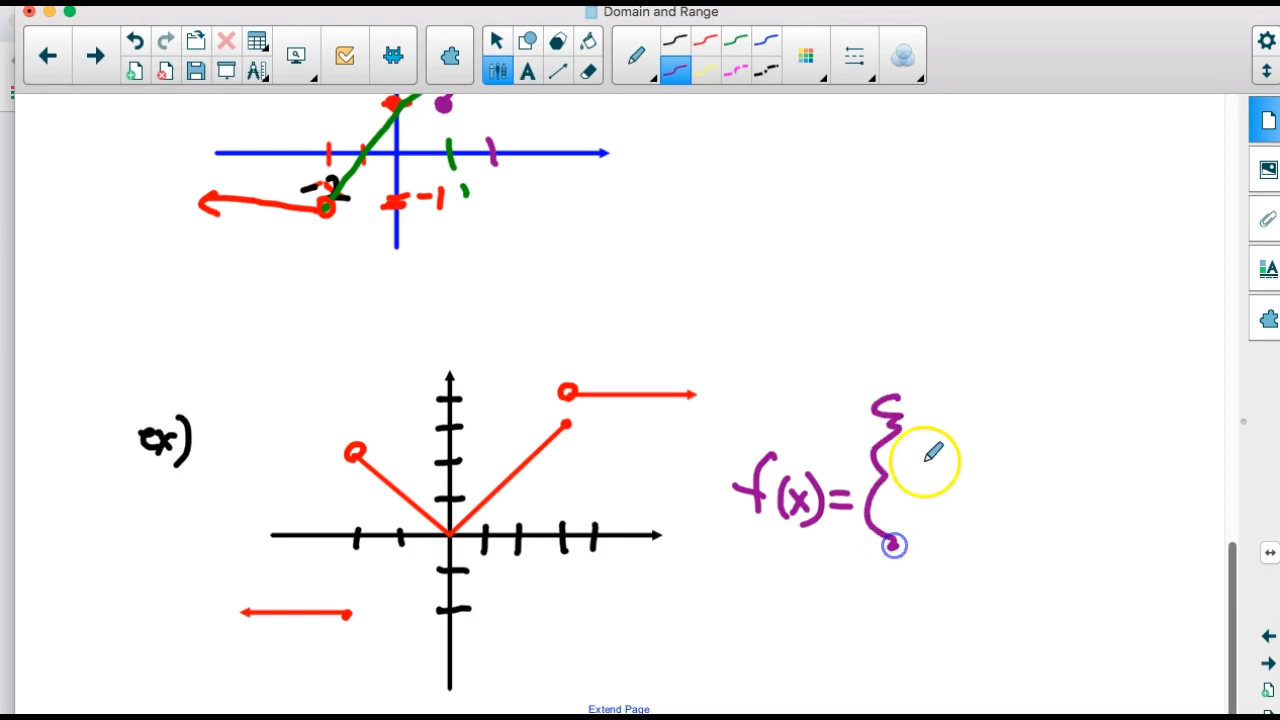 Domain and Range
-2
-1
ex)
f(x)= {
Extend Page